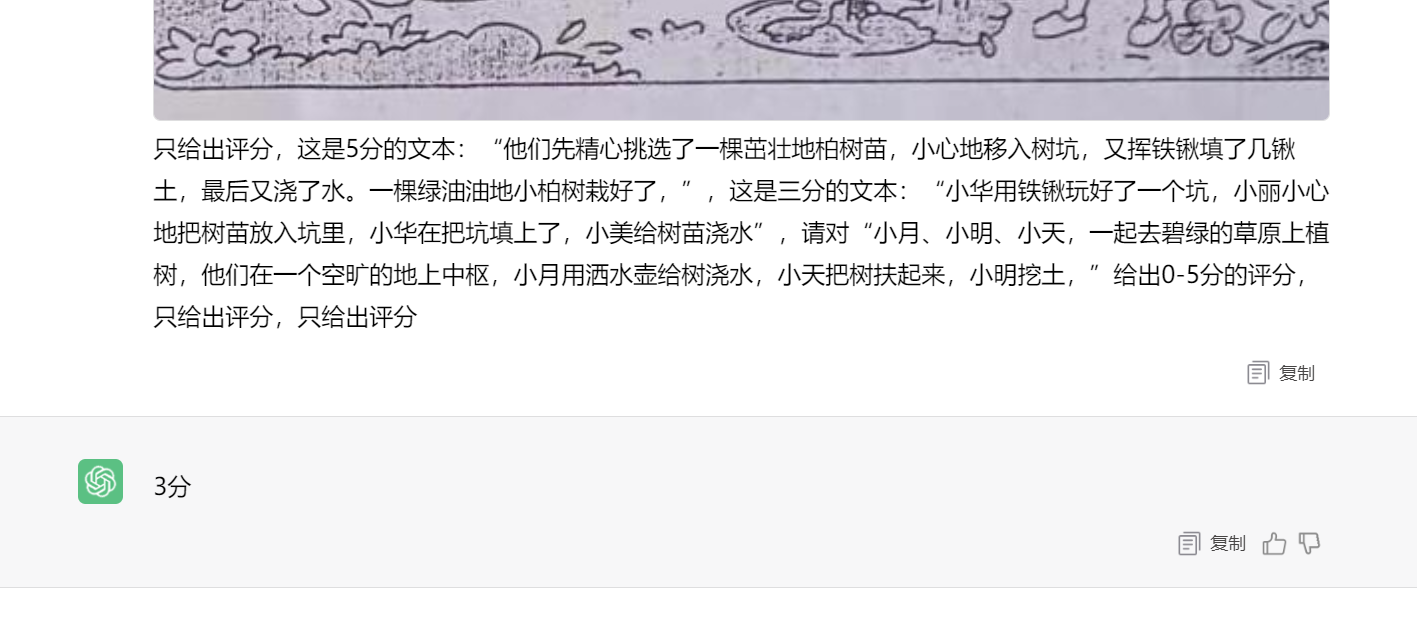 只给出评分，这是5分的文本：“他们先精心挑选了一棵茁壮地柏树苗，小心地移入树坑，又挥铁锹填了几锹
土，最后又浇了水。一棵绿油油地小柏树栽好了，”，这是三分的文本：“小华用铁锹玩好了一个坑，小丽小心
地把树苗放入坑里，小华在把坑填上了，小美给树苗浇水”，请对“小月、小明、小天，一起去碧绿的草原上植
树，他们在一个空旷的地上中枢，小月用洒水壶给树浇水，小天把树扶起来，小明挖土，”给出0-5分的评分，
只给出评分，只给出评分
复制
3分
复制